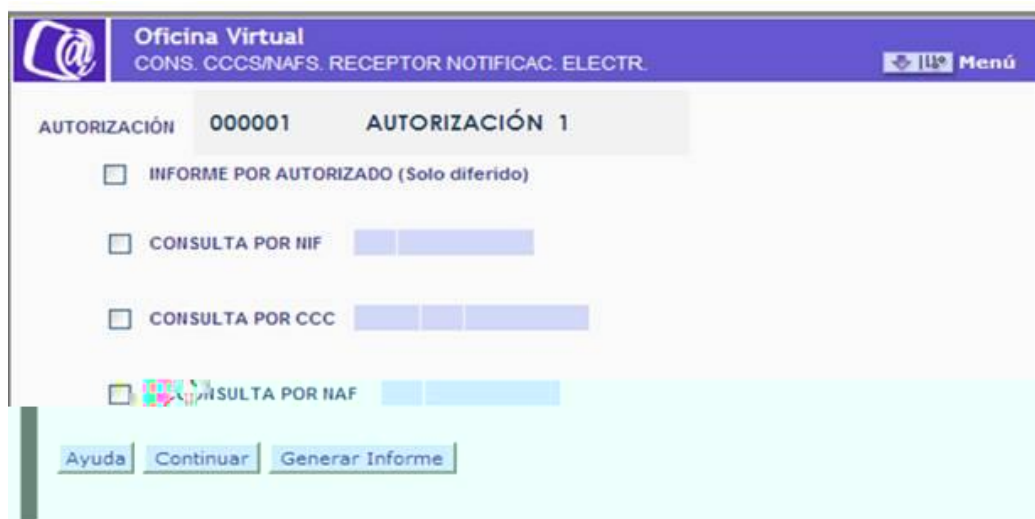 Oficina Virtual
CONS. CCCS/NAFS. RECEPTOR NOTIFICAC. ELECTR.
Menú
AUTORIZACIÓN 000001 AUTORIZACIÓN 1
INFORME POR AUTORIZADO (Solo diferido)
CONSULTA POR NIF
CONSULTA POR CCC
POR NAF
Ayuda Continuar Generar Informe